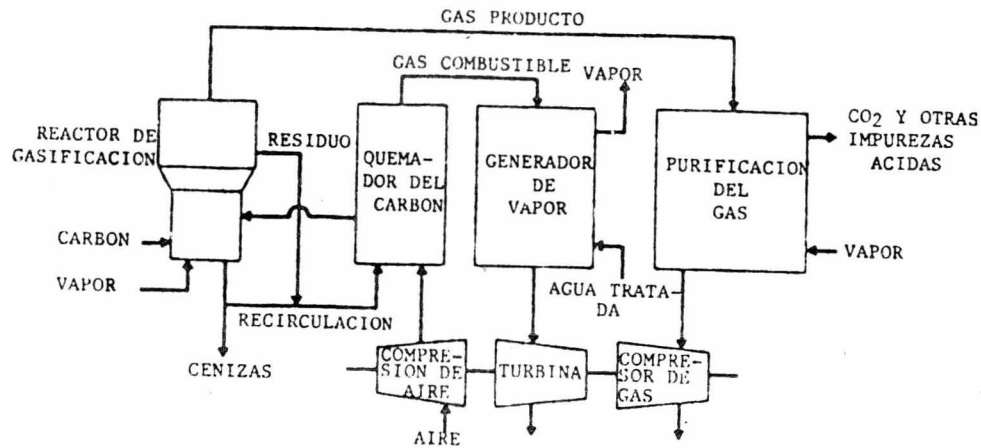 GAS PRODUCTO
GAS COMBUSTIBLE
VAPOR
REACTOR DE
GASIFICACION
RESIDUO
QUEMA-
DOR DEL
CARBON
GENERADOR
DE
VAPOR
PURIFICACION
DEL
GAS
CO2 Y OTRAS
IMPUREZAS
ACIDAS
CARBON
VAPOR
VAPOR
AGUA TRATA-
DA
RECIRCULACION
CENIZAS
COMPRE-
SION DE
AIRE
TURBINA
COMPRE-
SOR DE
GAS
AIRE